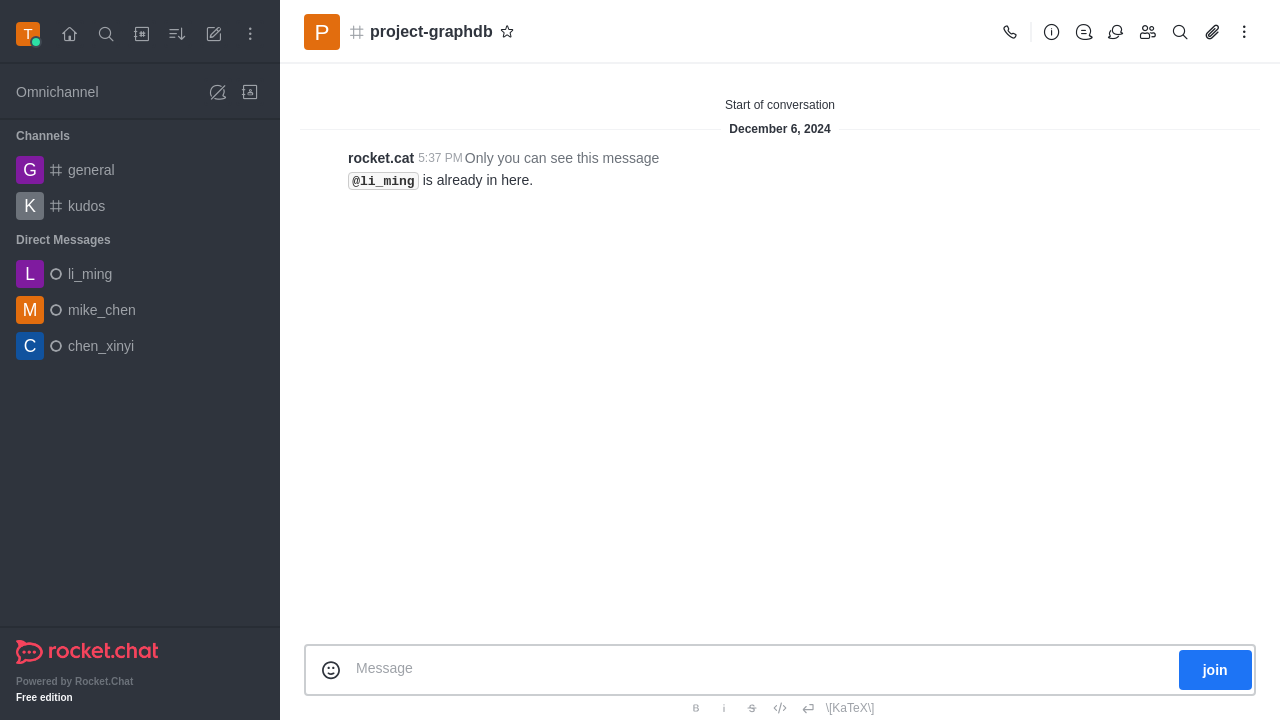 T
Omnichannel
Channels
G general
K kudos
Direct Messages
L li_ming
M mike_chen
C chen_xinyi
rocket.chat
Powered by Rocket.Chat
Free edition
P project-graphdb
Start of conversation
December 6, 2024
rocket.cat 5:37 PM Only you can see this message
@li_ming is already in here.
Message
join
B i S \[KaTeX\]